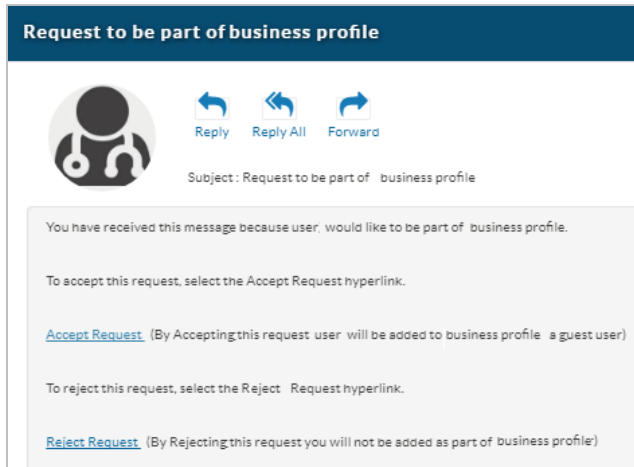 Request to be part of business profile
Reply Reply All Forward
Subject : Request to be part of business profile
You have received this message because user, would like to be part of business profile.
To accept this request, select the Accept Request hyperlink.
Accept Request (By Accepting this request user will be added to business profile a guest user)
To reject this request, select the Reject Request hyperlink.
Reject Request (By Rejecting this request you will not be added as part of business profile)